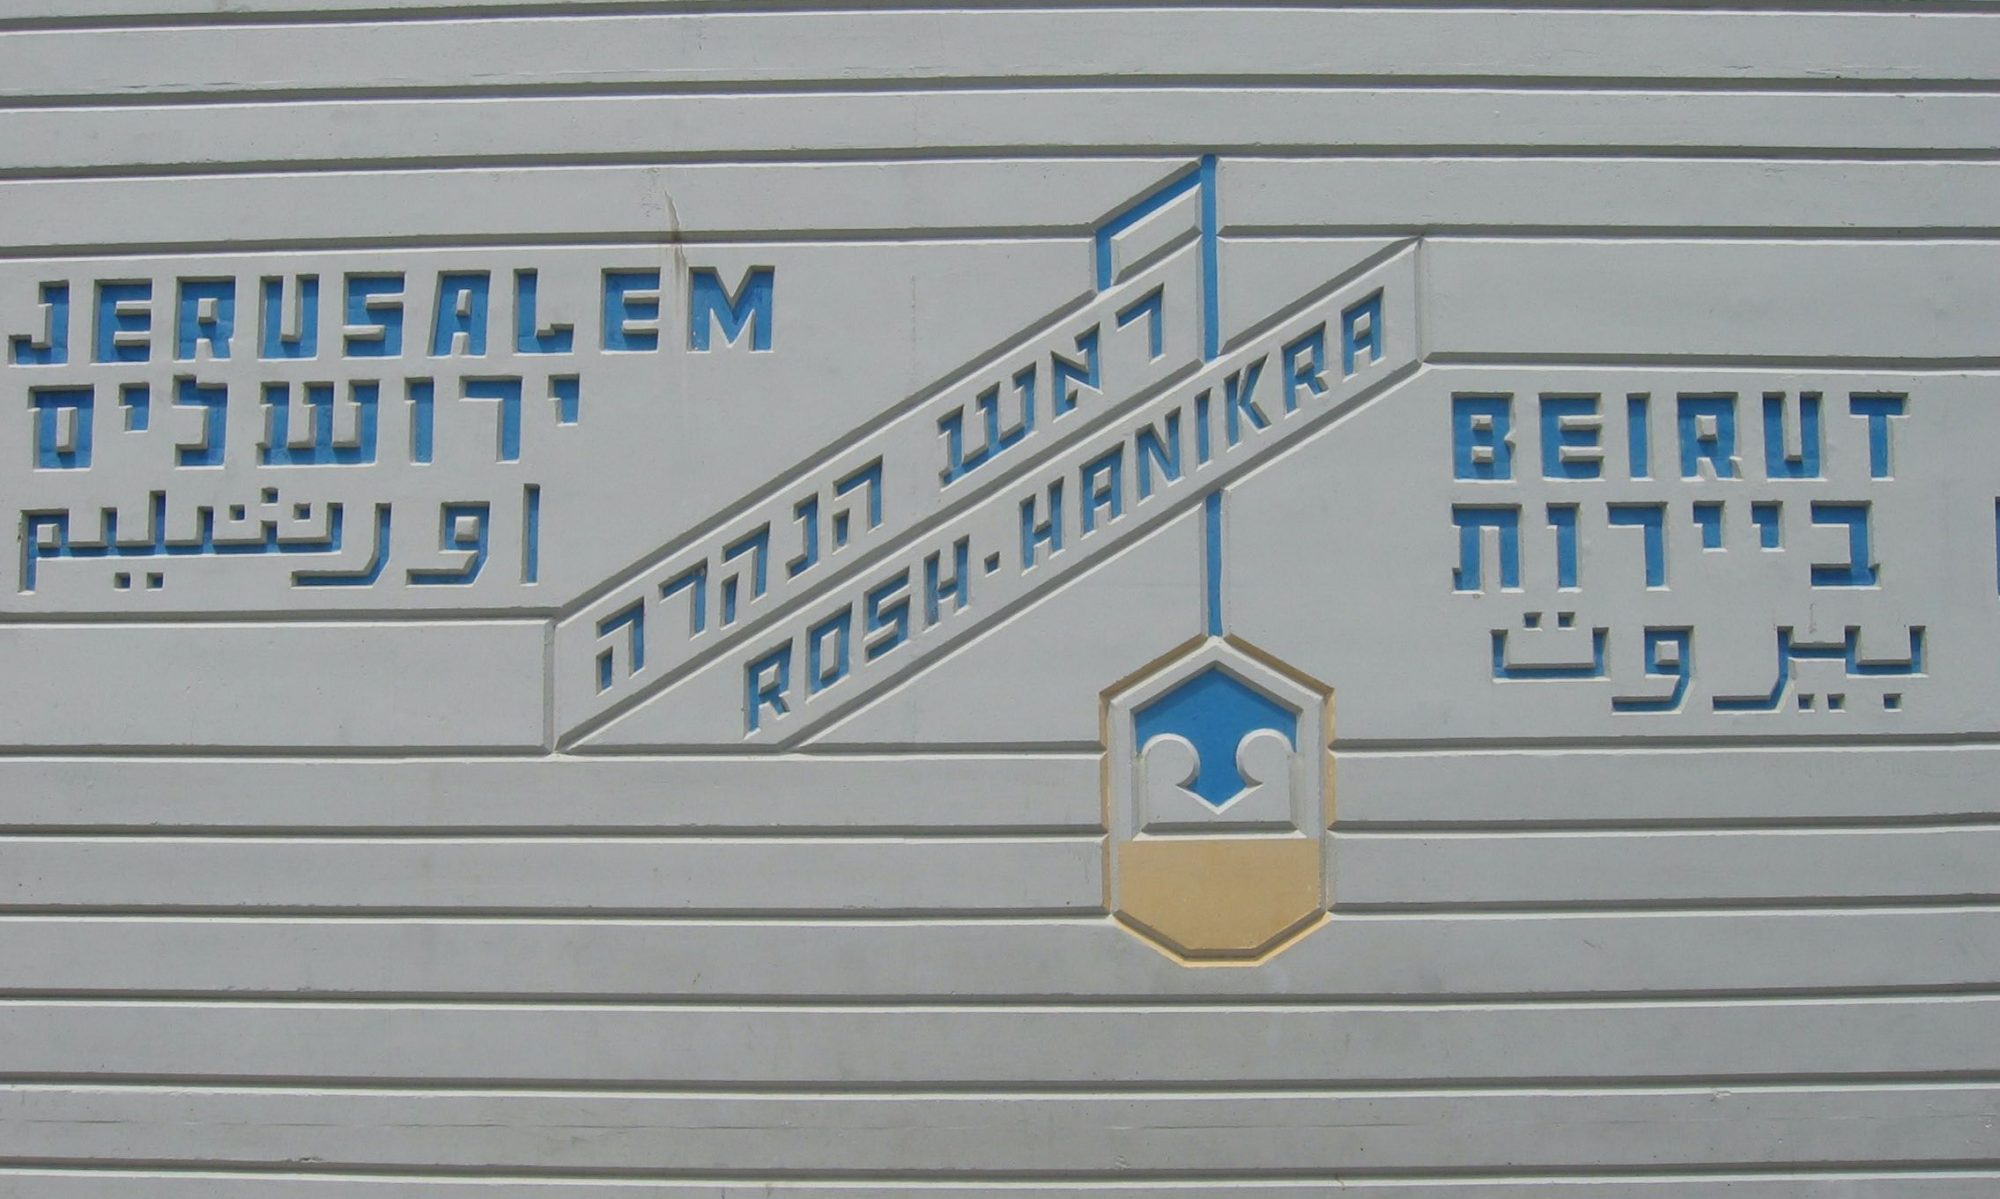 JERUSALEM
ירושלים
اورشليم
ראש הנקרה
ROSH-HANIKRA
BEIRUT
ביירות
بيروت